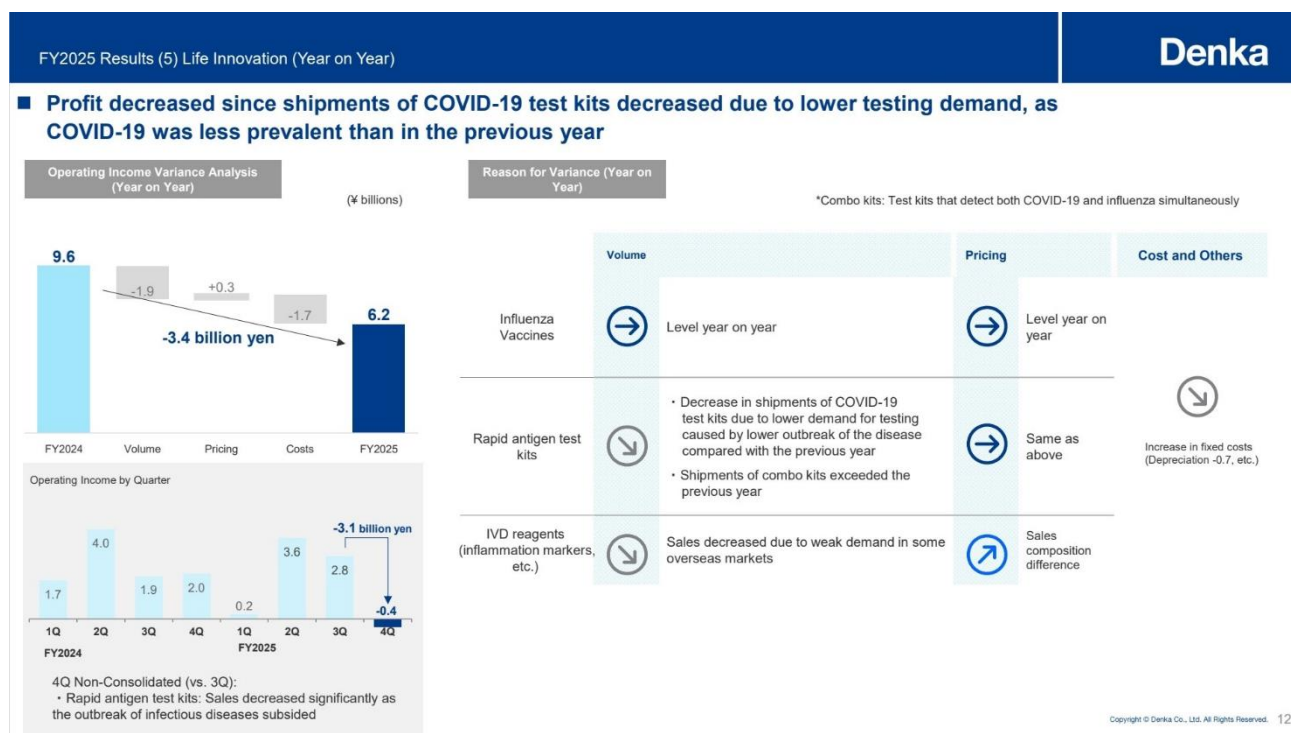 FY2025 Results (5) Life Innovation (Year on Year)
Denka
■ Profit decreased since shipments of COVID-19 test kits decreased due to lower testing demand, as
COVID-19 was less prevalent than in the previous year
Operating Income Variance Analysis
(Year on Year)
(¥ billions)
9.6
-1.9
+0.3
-1.7
6.2
-3.4 billion yen
FY2024
Volume
Pricing
Costs
FY2025
Operating Income by Quarter
-3.1 billion yen
1.7
4.0
1.9
2.0
0.2
3.6
2.8
-0.4
1Q
2Q
3Q
4Q
1Q
2Q
3Q
4Q
FY2024
FY2025
4Q Non-Consolidated (vs. 3Q):
・Rapid antigen test kits: Sales decreased significantly as
the outbreak of infectious diseases subsided
Reason for Variance (Year on
Year)
*Combo kits: Test kits that detect both COVID-19 and influenza simultaneously
Volume
Pricing
Cost and Others
Influenza
Vaccines
Level year on year
Level year on
year
Rapid antigen test
kits
・Decrease in shipments of COVID-19
test kits due to lower demand for testing
caused by lower outbreak of the disease
compared with the previous year
・Shipments of combo kits exceeded the
previous year
Same as
above
Increase in fixed costs
(Depreciation -0.7, etc.)
IVD reagents
(inflammation markers,
etc.)
Sales decreased due to weak demand in some
overseas markets
Sales
composition
difference
Copyright © Denka Co., Ltd. All Rights Reserved.
12